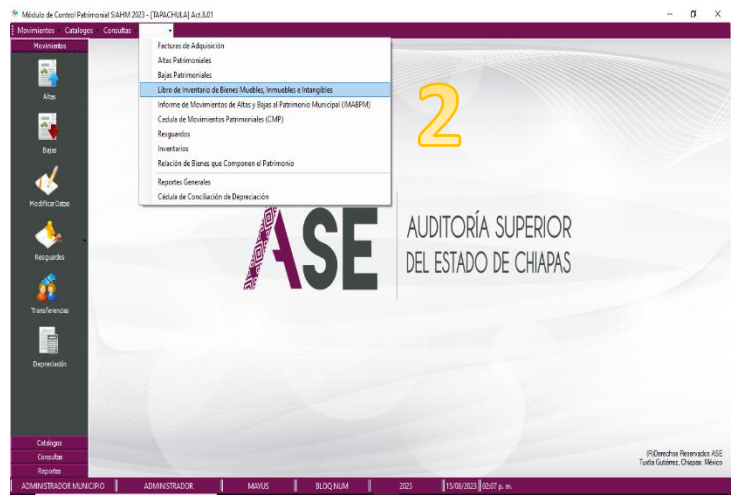 Módulo de Control Patrimonial SIAHM 2023 - [TAPACHULA] Act.8.01
Movimientos Catalogos Consultas
Movimientos
Altas
Bajas
Modificar Datos
Resguardos
Transferencias
Depreciación
Catalogos
Consultas
Reportes
Facturas de Adquisición
Altas Patrimoniales
Bajas Patrimoniales
Libro de Inventario de Bienes Muebles, Inmuebles e Intangibles
Informe de Movimientos de Altas y Bajas al Patrimonio Municipal (IMABPM)
Cedula de Movimientos Patrimoniales (CMP)
Resguardos
Inventarios
Relación de Bienes que Componen el Patrimonio
Reportes Generales
Cédula de Conciliación de Depreciación
2
ASE
AUDITORÍA SUPERIOR
DEL ESTADO DE CHIAPAS
(R)Derechos Reservados ASE
Tuxtla Gutiérrez, Chiapas: México
ADMINISTRADOR MUNICIPIO ADMINISTRADOR MAYUS BLOQ NUM 2023 15/08/2023 02:07 p. m.